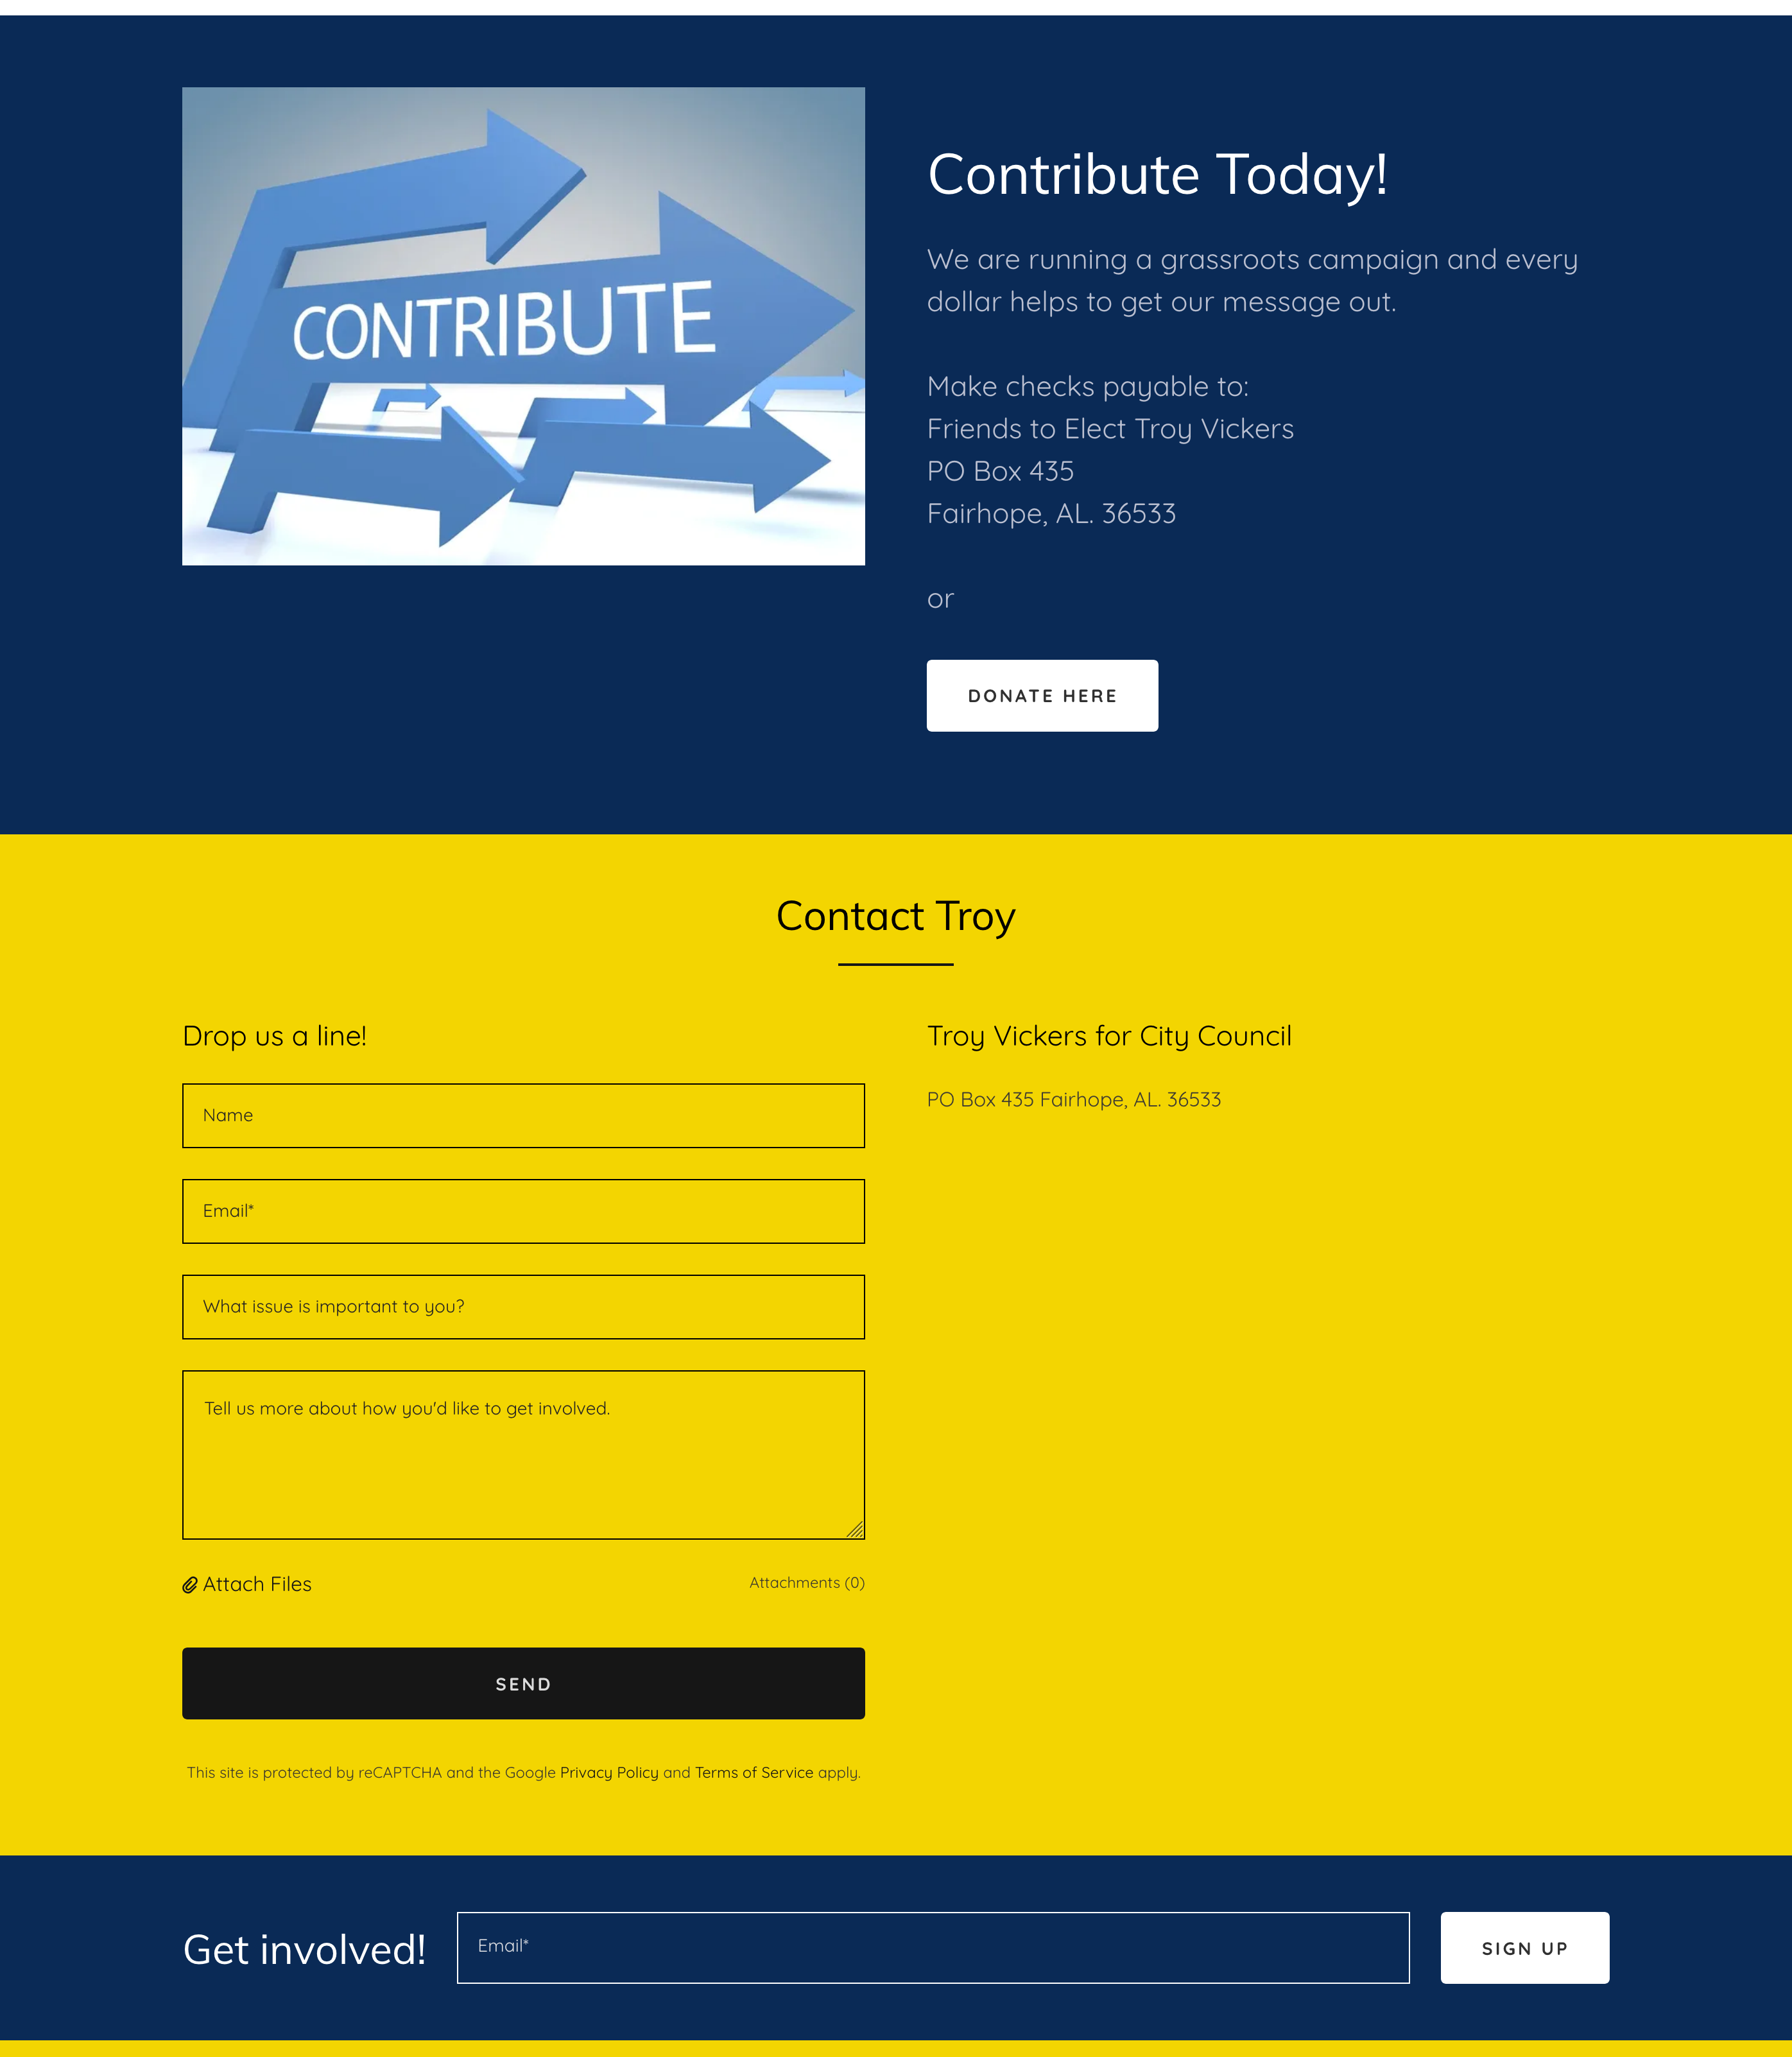 CONTRIBUTE
Contribute Today!
We are running a grassroots campaign and every
dollar helps to get our message out.
Make checks payable to:
Friends to Elect Troy Vickers
PO Box 435
Fairhope, AL. 36533
or
DONATE HERE
Contact Troy
Drop us a line!
Name
Email*
What issue is important to you?
Tell us more about how you'd like to get involved.
Attach Files
Attachments (0)
SEND
This site is protected by reCAPTCHA and the Google Privacy Policy and Terms of Service apply.
Troy Vickers for City Council
PO Box 435 Fairhope, AL. 36533
Get involved!
Email*
SIGN UP